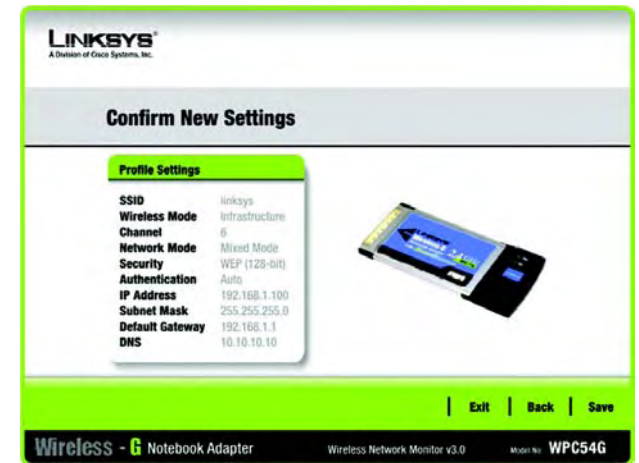 LINKSYS®
A Division of Cisco Systems, Inc.
Confirm New Settings
Profile Settings
SSID linksys
Wireless Mode Infrastructure
Channel 6
Network Mode Mixed Mode
Security WEP (128-bit)
Authentication Auto
IP Address 192.168.1.100
Subnet Mask 255.255.255.0
Default Gateway 192.168.1.1
DNS 10.10.10.10
LINKSYS
Wireless G
Exit | Back | Save
Wireless - G Notebook Adapter Wireless Network Monitor v3.0 Model No. WPC54G